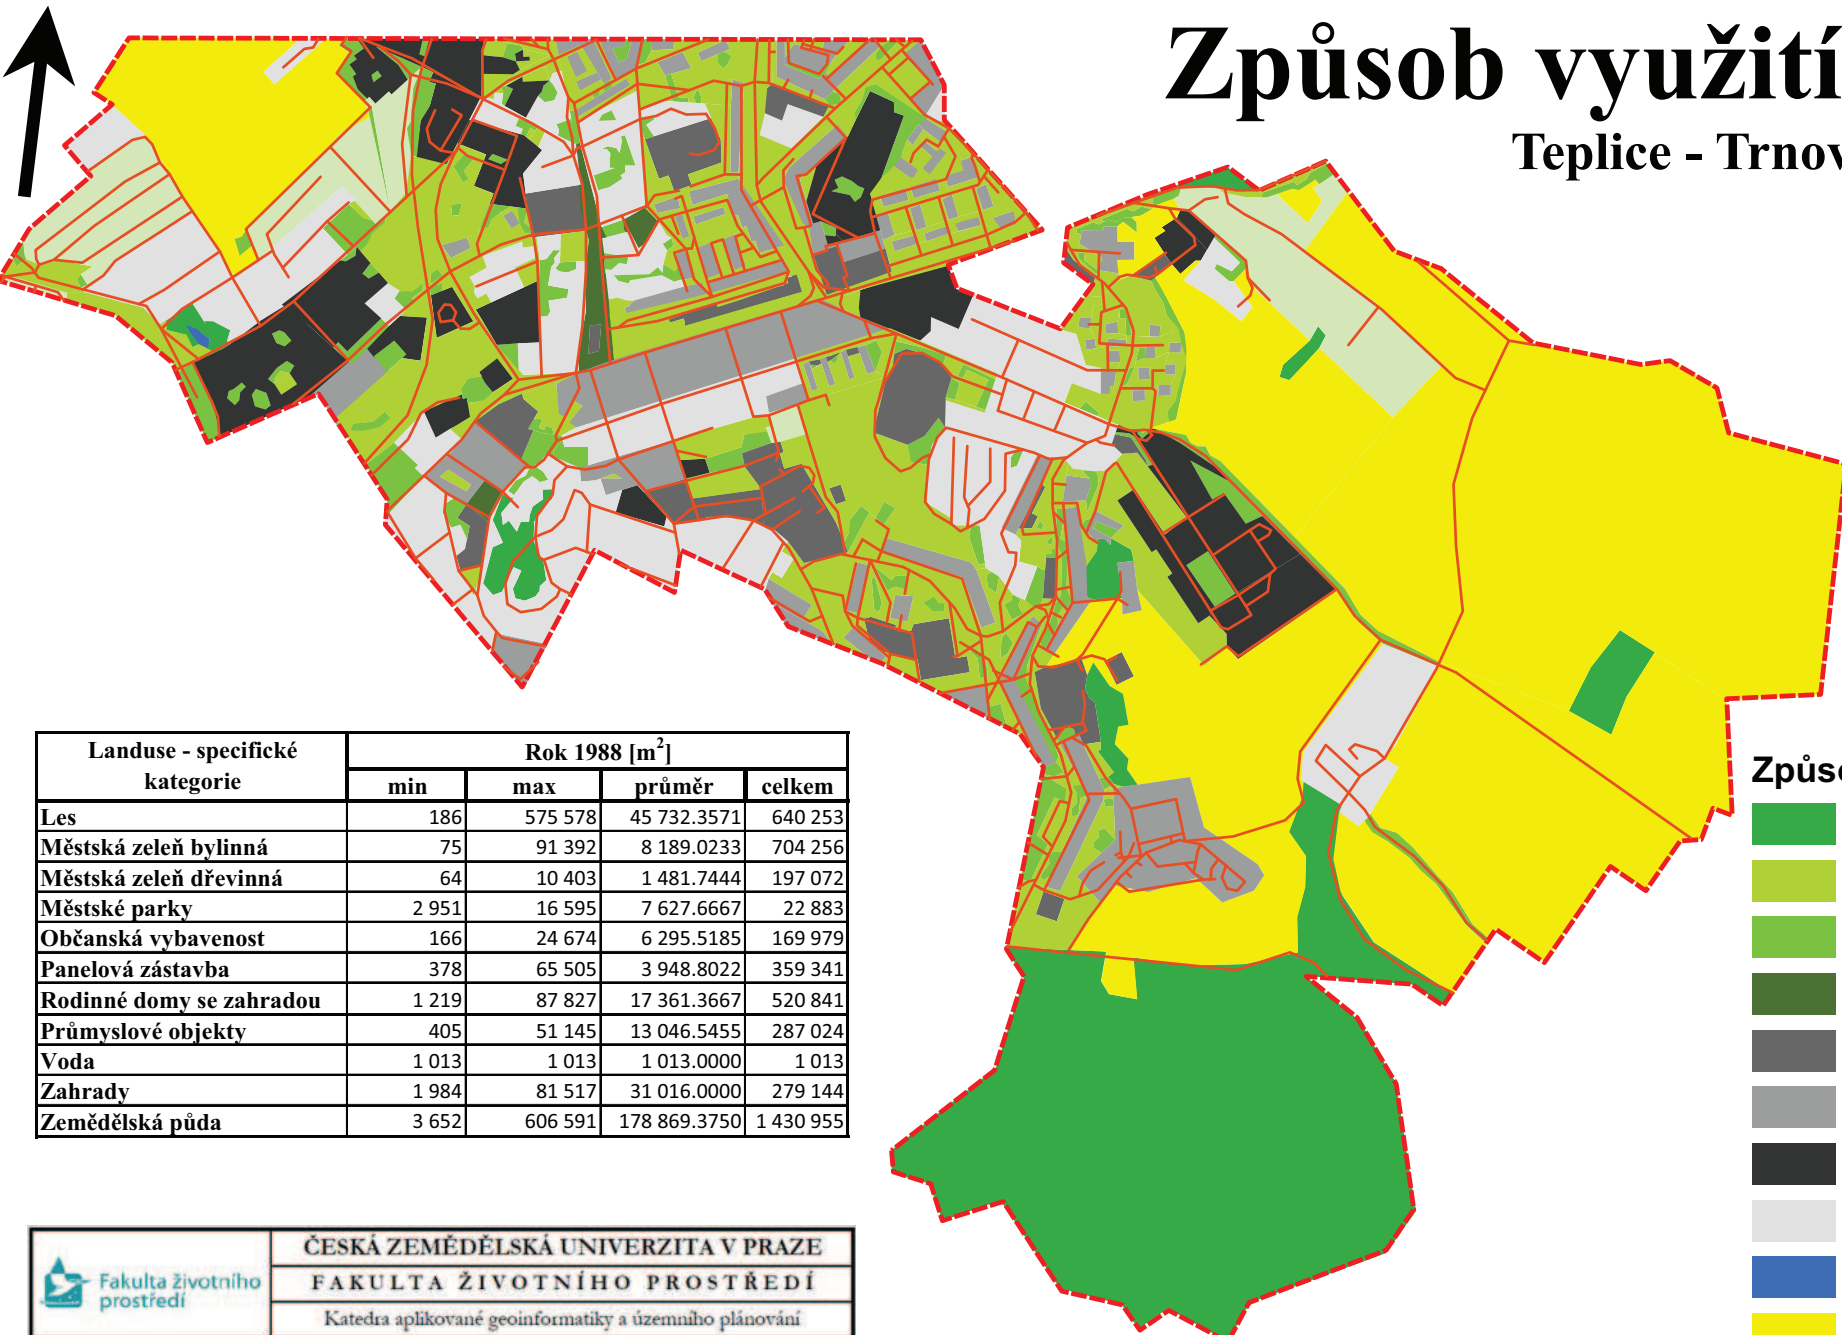 Způsob využití
Teplice - Trnov
Landuse - specifické kategorie
Rok 1988 [m²]
min max průměr celkem
Les 186 575 578 45 732.3571 640 253
Městská zeleň bylinná 75 91 392 8 189.0233 704 256
Městská zeleň dřevinná 64 10 403 1 481.7444 197 072
Městské parky 2 951 16 595 7 627.6667 22 883
Občanská vybavenost 166 24 674 6 295.5185 169 979
Panelová zástavba 378 65 505 3 948.8022 359 341
Rodinné domy se zahradou 1 219 87 827 17 361.3667 520 841
Průmyslové objekty 405 51 145 13 046.5455 287 024
Voda 1 013 1 013 1 013.0000 1 013
Zahrady 1 984 81 517 31 016.0000 279 144
Zemědělská půda 3 652 606 591 178 869.3750 1 430 955
Způso
Fakulta životního
prostředí
ČESKÁ ZEMĚDĚLSKÁ UNIVERZITA V PRAZE
FAKULTA ŽIVOTNÍHO PROSTŘEDÍ
Katedra aplikované geoinformatiky a územního plánování